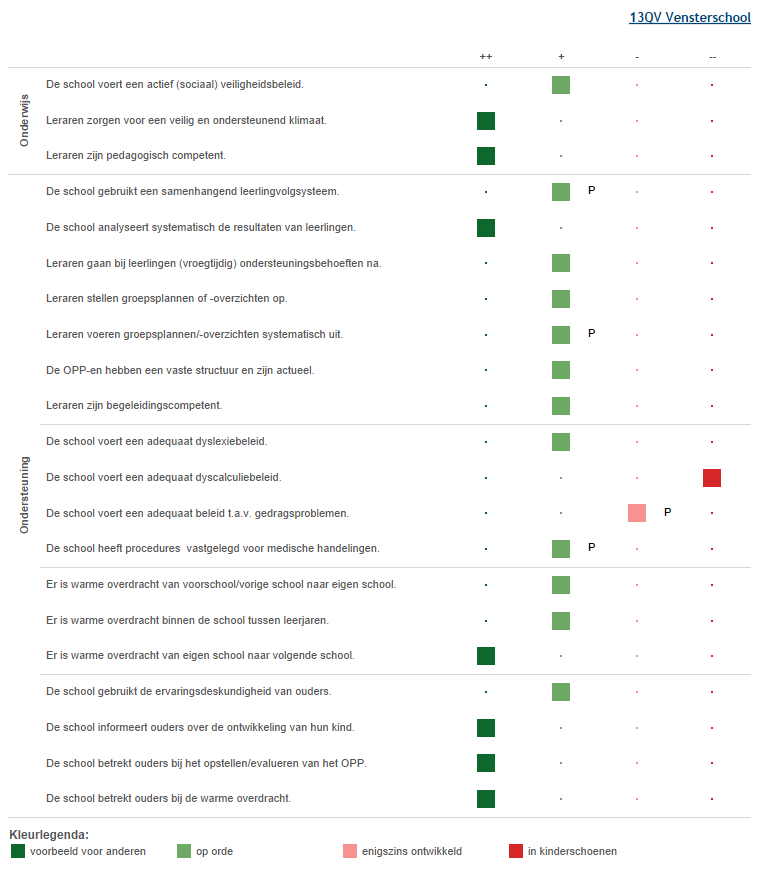 13QV Vensterschool
++ + - --
Onderwijs
De school voert een actief (sociaal) veiligheidsbeleid.
Leraren zorgen voor een veilig en ondersteunend klimaat.
Leraren zijn pedagogisch competent.
Ondersteuning
De school gebruikt een samenhangend leerlingvolgsysteem. P
De school analyseert systematisch de resultaten van leerlingen.
Leraren gaan bij leerlingen (vroegtijdig) ondersteuningsbehoeften na.
Leraren stellen groepsplannen of -overzichten op.
Leraren voeren groepsplannen/-overzichten systematisch uit. P
De OPP-en hebben een vaste structuur en zijn actueel.
Leraren zijn begeleidingscompetent.
De school voert een adequaat dyslexiebeleid.
De school voert een adequaat dyscalculiebeleid.
De school voert een adequaat beleid t.a.v. gedragsproblemen. P
De school heeft procedures  vastgelegd voor medische handelingen. P
Er is warme overdracht van voorschool/vorige school naar eigen school.
Er is warme overdracht binnen de school tussen leerjaren.
Er is warme overdracht van eigen school naar volgende school.
De school gebruikt de ervaringsdeskundigheid van ouders.
De school informeert ouders over de ontwikkeling van hun kind.
De school betrekt ouders bij het opstellen/evalueren van het OPP.
De school betrekt ouders bij de warme overdracht.
Kleurlegenda:
voorbeeld voor anderen op orde enigszins ontwikkeld in kinderschoenen